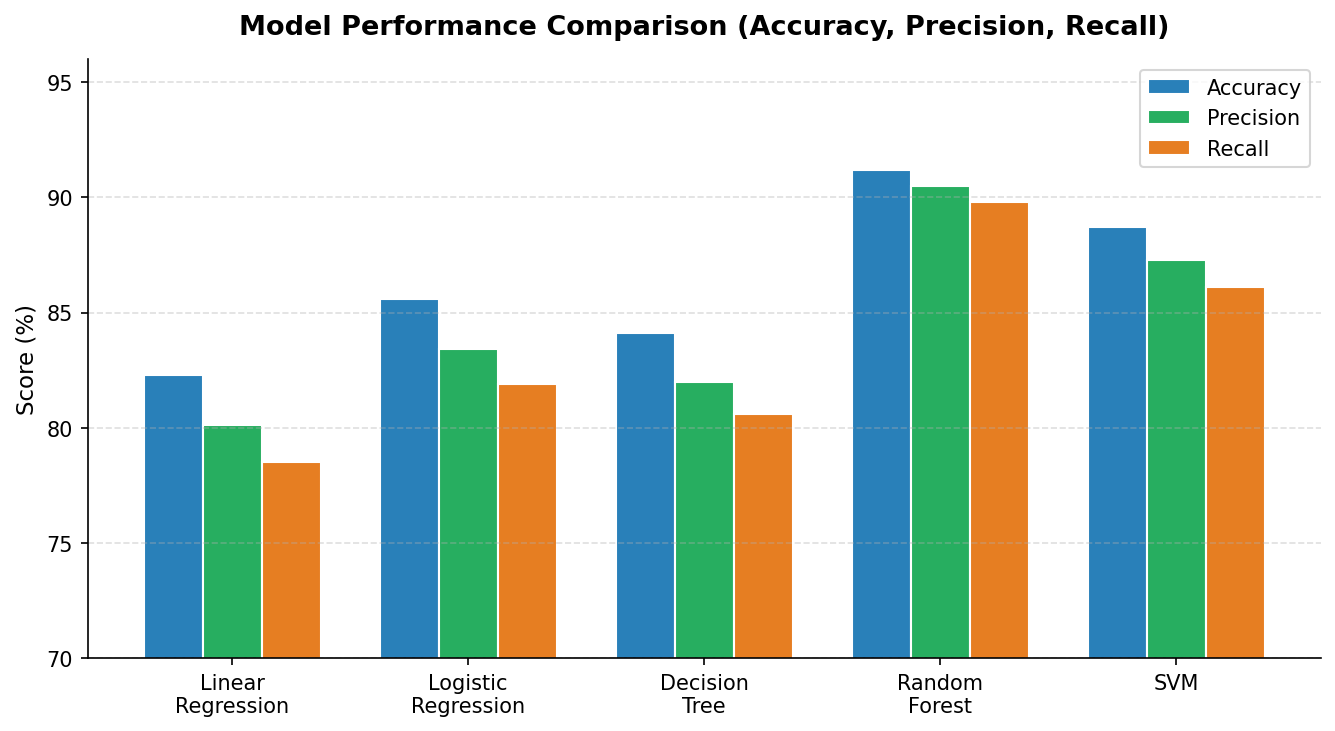 Model Performance Comparison (Accuracy, Precision, Recall)
Accuracy
Precision
Recall
Score (%)
95
90
85
80
75
70
Linear
Regression
Logistic
Regression
Decision
Tree
Random
Forest
SVM